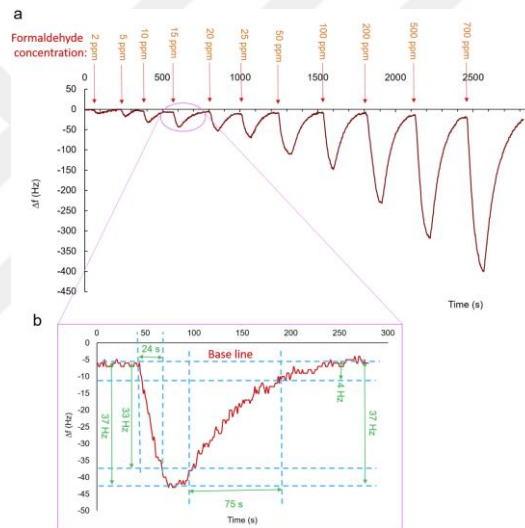 a
Formaldehyde
concentration:
2 ppm
5 ppm
10 ppm
15 ppm
20 ppm
25 ppm
50 ppm
100 ppm
200 ppm
500 ppm
700 ppm
0 500 1000 1500 2000 2500
50
0
-50
-100
-150
-200
-250
-300
-350
-400
-450
Δf (Hz)
Time (s)
b
0 50 100 150 200 250 300
0
-5
-10
-15
-20
-25
-30
-35
-40
-45
-50
Δf (Hz)
24 s
Base line
37 Hz
33 Hz
4 Hz
37 Hz
75 s
Time (s)